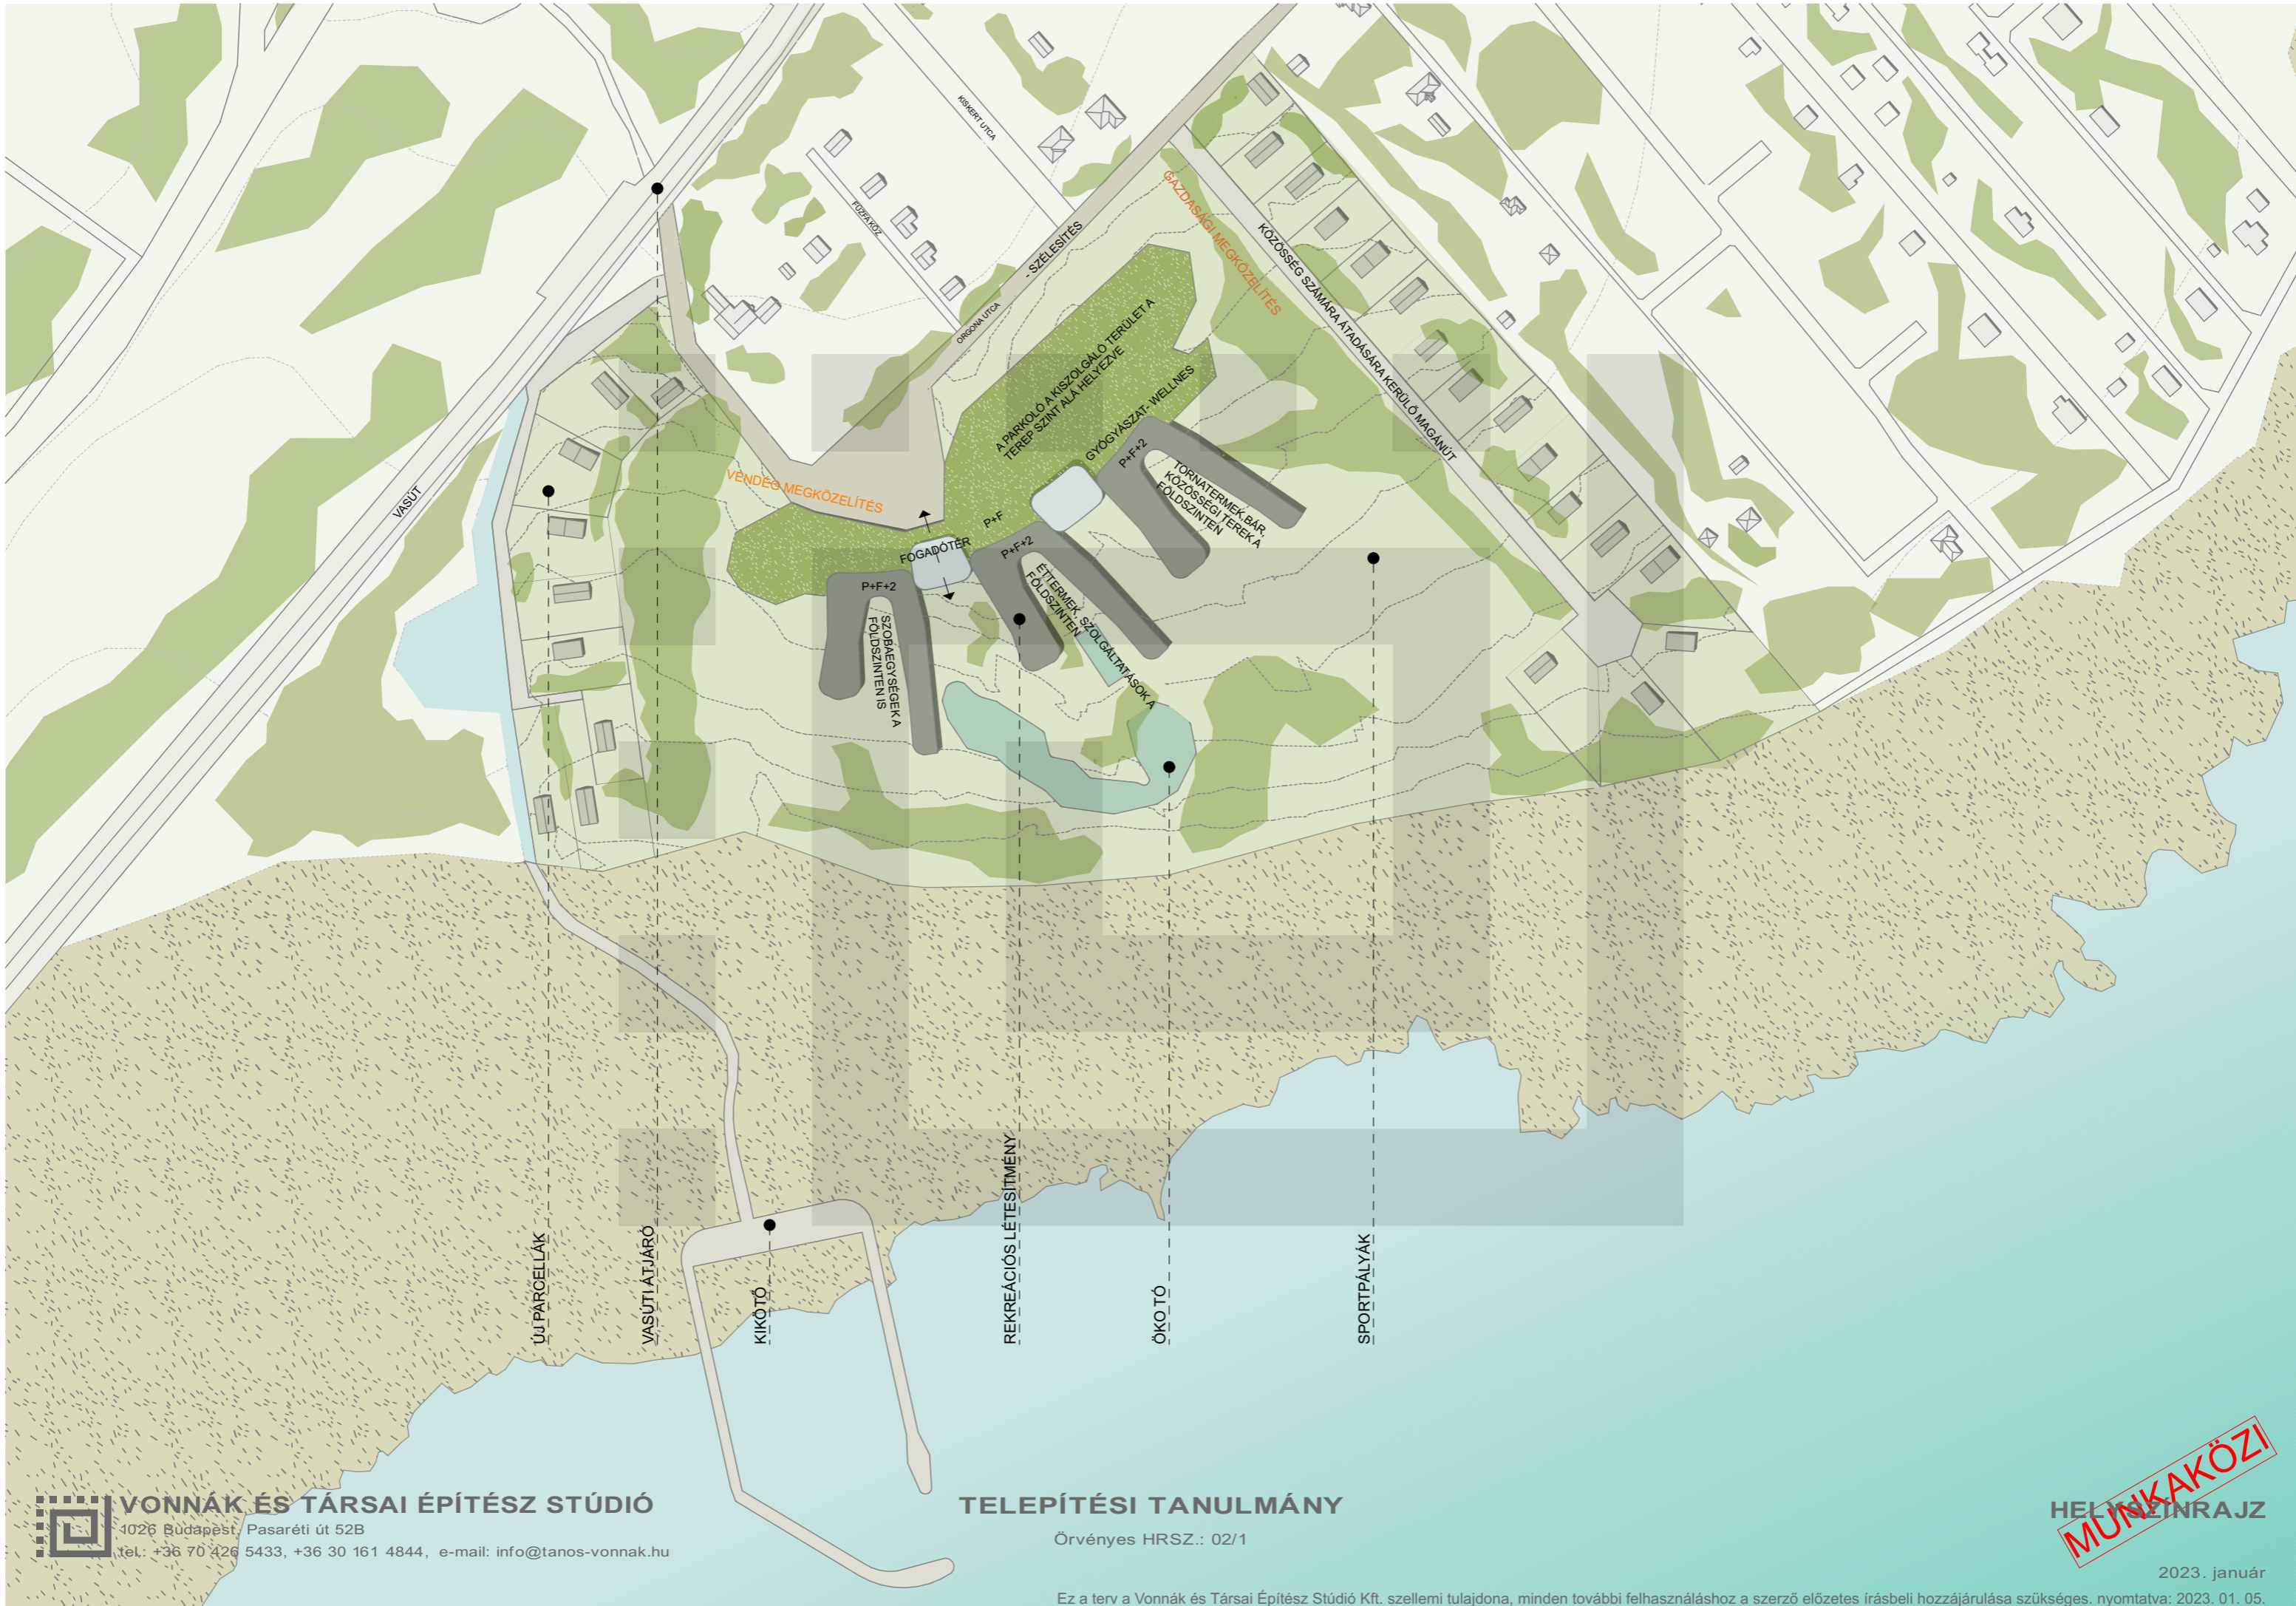 KISKERT UTCA
FŰZFA KÖZ
ORGONA UTCA
- SZÉLESÍTÉS
GAZDASÁGI MEGKÖZELÍTÉS
KÖZÖSSÉG SZÁMÁRA ÁTADÁSÁRA KERÜLŐ MAGÁNÚT
VASÚT
A PARKOLÓ A KISZOLGÁLÓ TERÜLET A
TEREP SZINT ALÁ HELYEZVE
GYÓGYÁSZAT- WELLNES
VENDÉG MEGKÖZELÍTÉS
P+F+2
TORNATERMEK,BÁR,
KÖZÖSSÉGI TEREK A
FÖLDSZINTEN
P+F
FOGADÓTÉR
P+F+2
ÉTTERMEK, SZOLGÁLTATÁSOK A
FÖLDSZINTEN
P+F+2
SZOBAEGYSÉGEK A
FÖLDSZINTEN IS
ÚJ PARCELLÁK
VASÚTI ÁTJÁRÓ
KIKÖTŐ
REKREÁCIÓS LÉTESÍTMÉNY
ÖKO TÓ
SPORTPÁLYÁK
VONNÁK ÉS TÁRSAI ÉPÍTÉSZ STÚDIÓ
1026 Budapest, Pasaréti út 52B
tel.: +36 70 426 5433, +36 30 161 4844, e-mail: info@tanos-vonnak.hu
TELEPÍTÉSI TANULMÁNY
Örvényes HRSZ.: 02/1
HELYSZÍNRAJZ
MUNKAKÖZI
2023. január
Ez a terv a Vonnák és Társai Építész Stúdió Kft. szellemi tulajdona, minden további felhasználáshoz a szerző előzetes írásbeli hozzájárulása szükséges. nyomtatva: 2023. 01. 05.